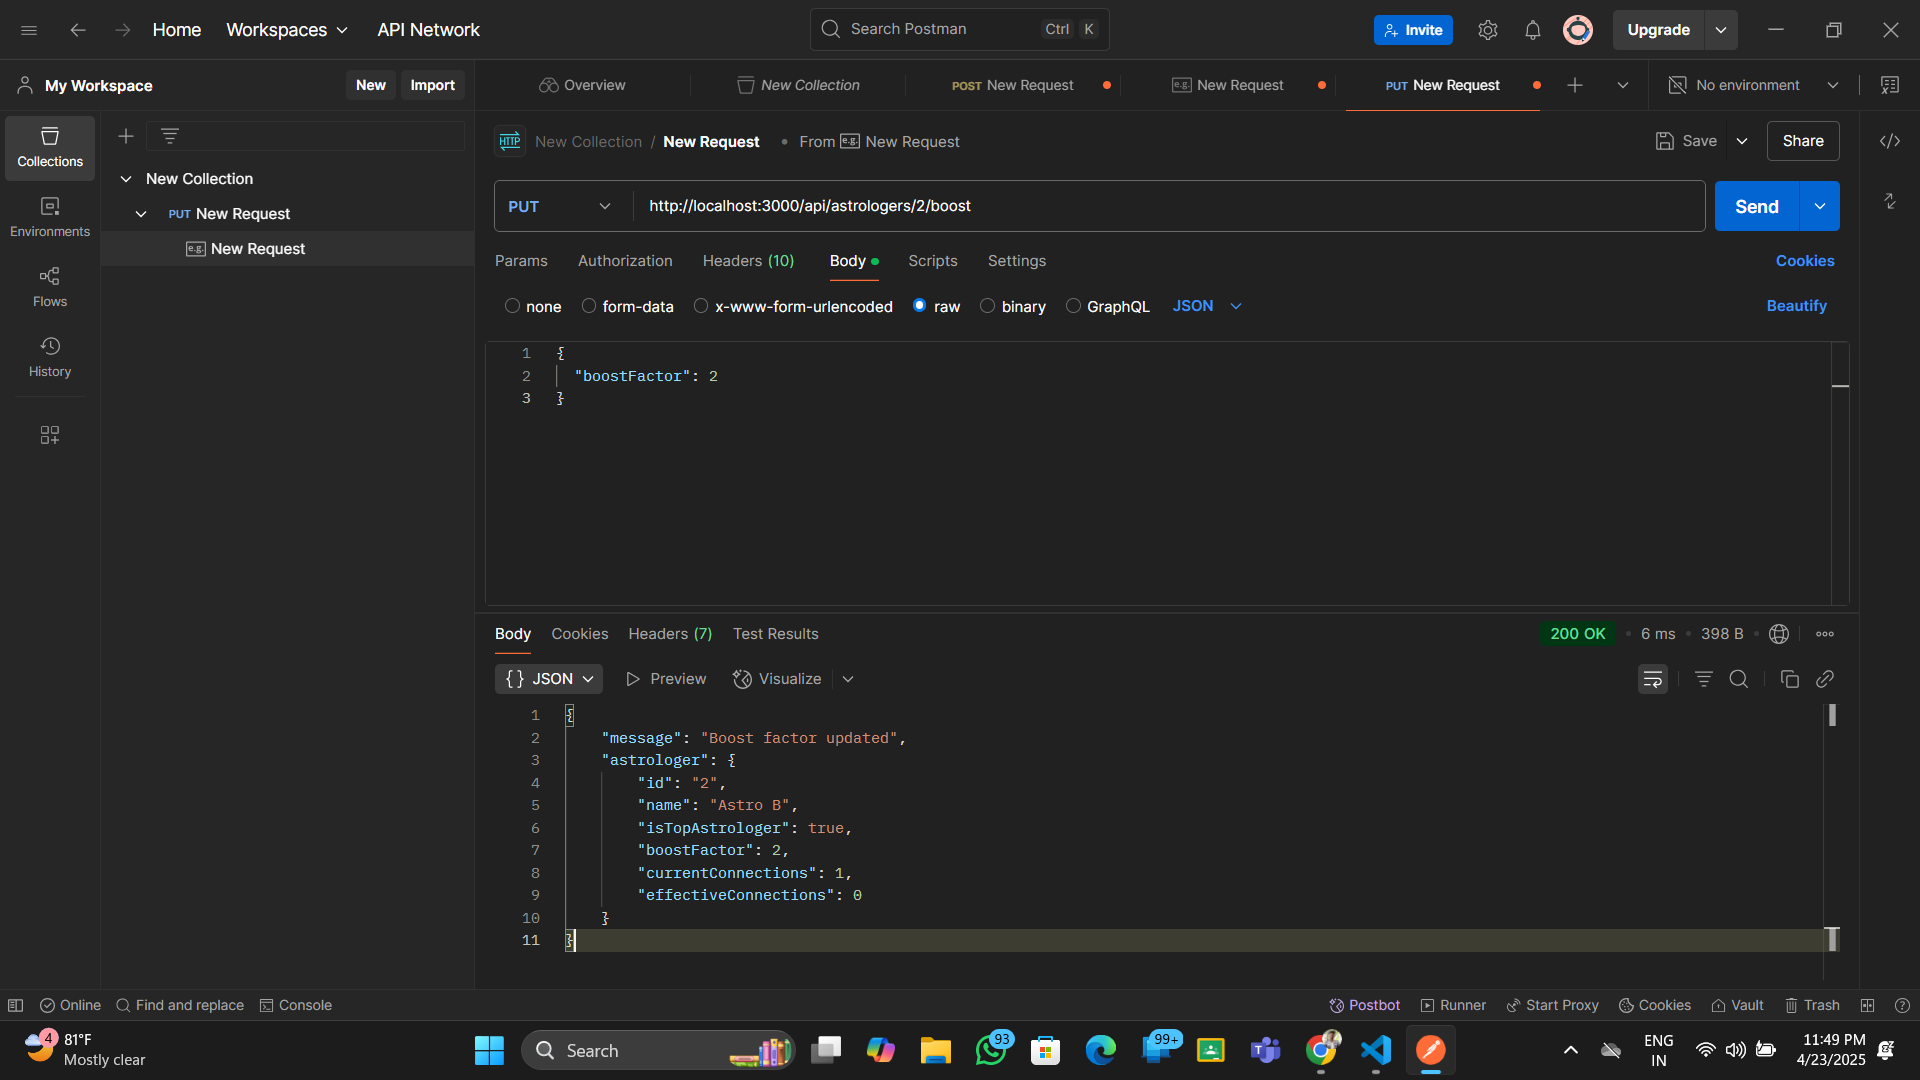 Home Workspaces API Network Search Postman Ctrl K Invite Upgrade
My Workspace New Import Overview New Collection POST New Request e.g. New Request PUT New Request No environment
Collections
Environments
Flows
History
New Collection
PUT New Request
e.g. New Request
HTTP New Collection / New Request • From e.g. New Request Save Share
PUT http://localhost:3000/api/astrologers/2/boost Send
Params Authorization Headers (10) Body Scripts Settings Cookies
none form-data x-www-form-urlencoded raw binary GraphQL JSON Beautify
1 {
2 "boostFactor": 2
3 }
Body Cookies Headers (7) Test Results 200 OK • 6 ms • 398 B
{} JSON Preview Visualize
1 {
2 "message": "Boost factor updated",
3 "astrologer": {
4 "id": "2",
5 "name": "Astro B",
6 "isTopAstrologer": true,
7 "boostFactor": 2,
8 "currentConnections": 1,
9 "effectiveConnections": 0
10 }
11 }
Online Find and replace Console Postbot Runner Start Proxy Cookies Vault Trash
4 81°F
Mostly clear
Search
93
99+
ENG
IN
11:49 PM
4/23/2025